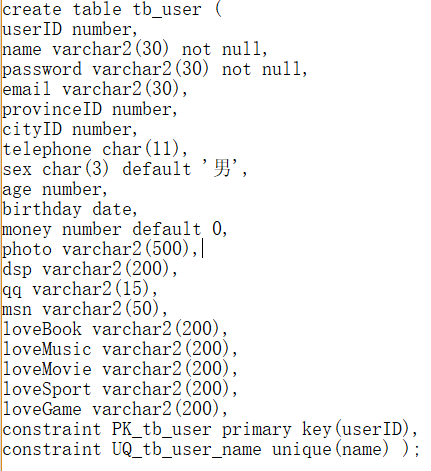 create table tb_user (
userID number,
name varchar2(30) not null,
password varchar2(30) not null,
email varchar2(30),
provinceID number,
cityID number,
telephone char(11),
sex char(3) default '男',
age number,
birthday date,
money number default 0,
photo varchar2(500),
dsp varchar2(200),
qq varchar2(15),
msn varchar2(50),
loveBook varchar2(200),
loveMusic varchar2(200),
loveMovie varchar2(200),
loveSport varchar2(200),
loveGame varchar2(200),
constraint PK_tb_user primary key(userID),
constraint UQ_tb_user_name unique(name) );